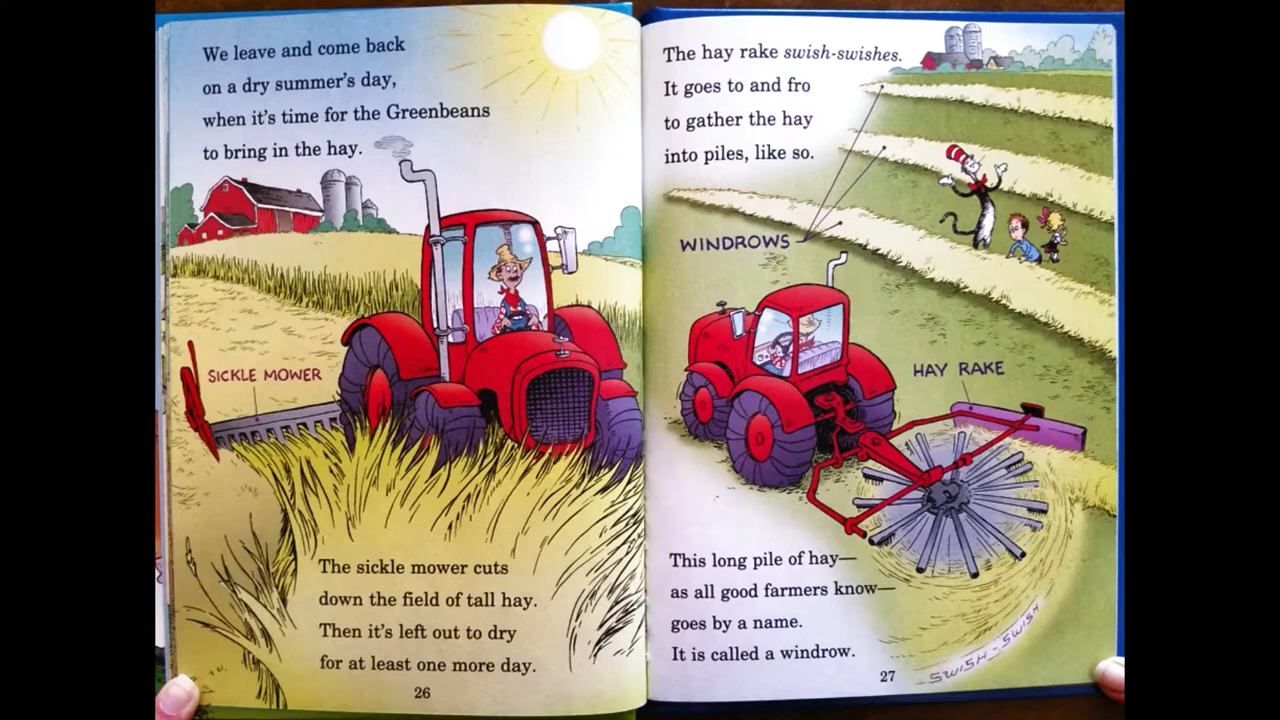 We leave and come back
on a dry summer's day,
when it's time for the Greenbeans
to bring in the hay.
SICKLE MOWER
The sickle mower cuts
down the field of tall hay.
Then it's left out to dry
for at least one more day.
26
The hay rake swish-swishes.
It goes to and fro
to gather the hay
into piles, like so.
WINDROWS
HAY RAKE
This long pile of hay—
as all good farmers know—
goes by a name.
It is called a windrow.
SWISH-SWISH
27